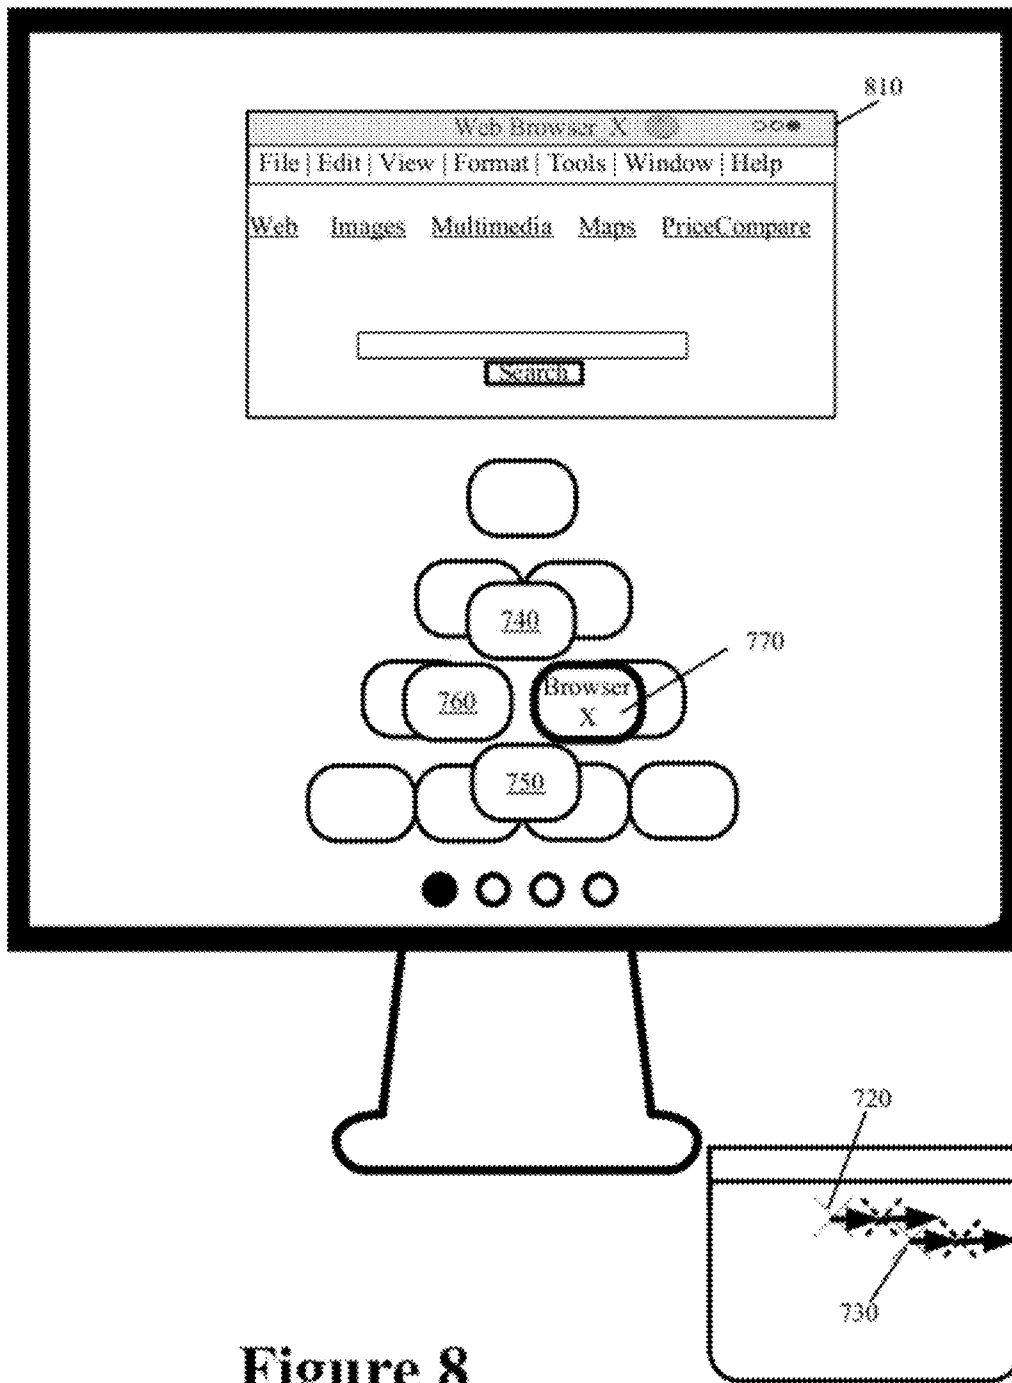 810
Web Browser X
File | Edit | View | Format | Tools | Window | Help
Web Images Multimedia Maps PriceCompare
Search
740
770
760
Browser
X
750
720
730
Figure 8